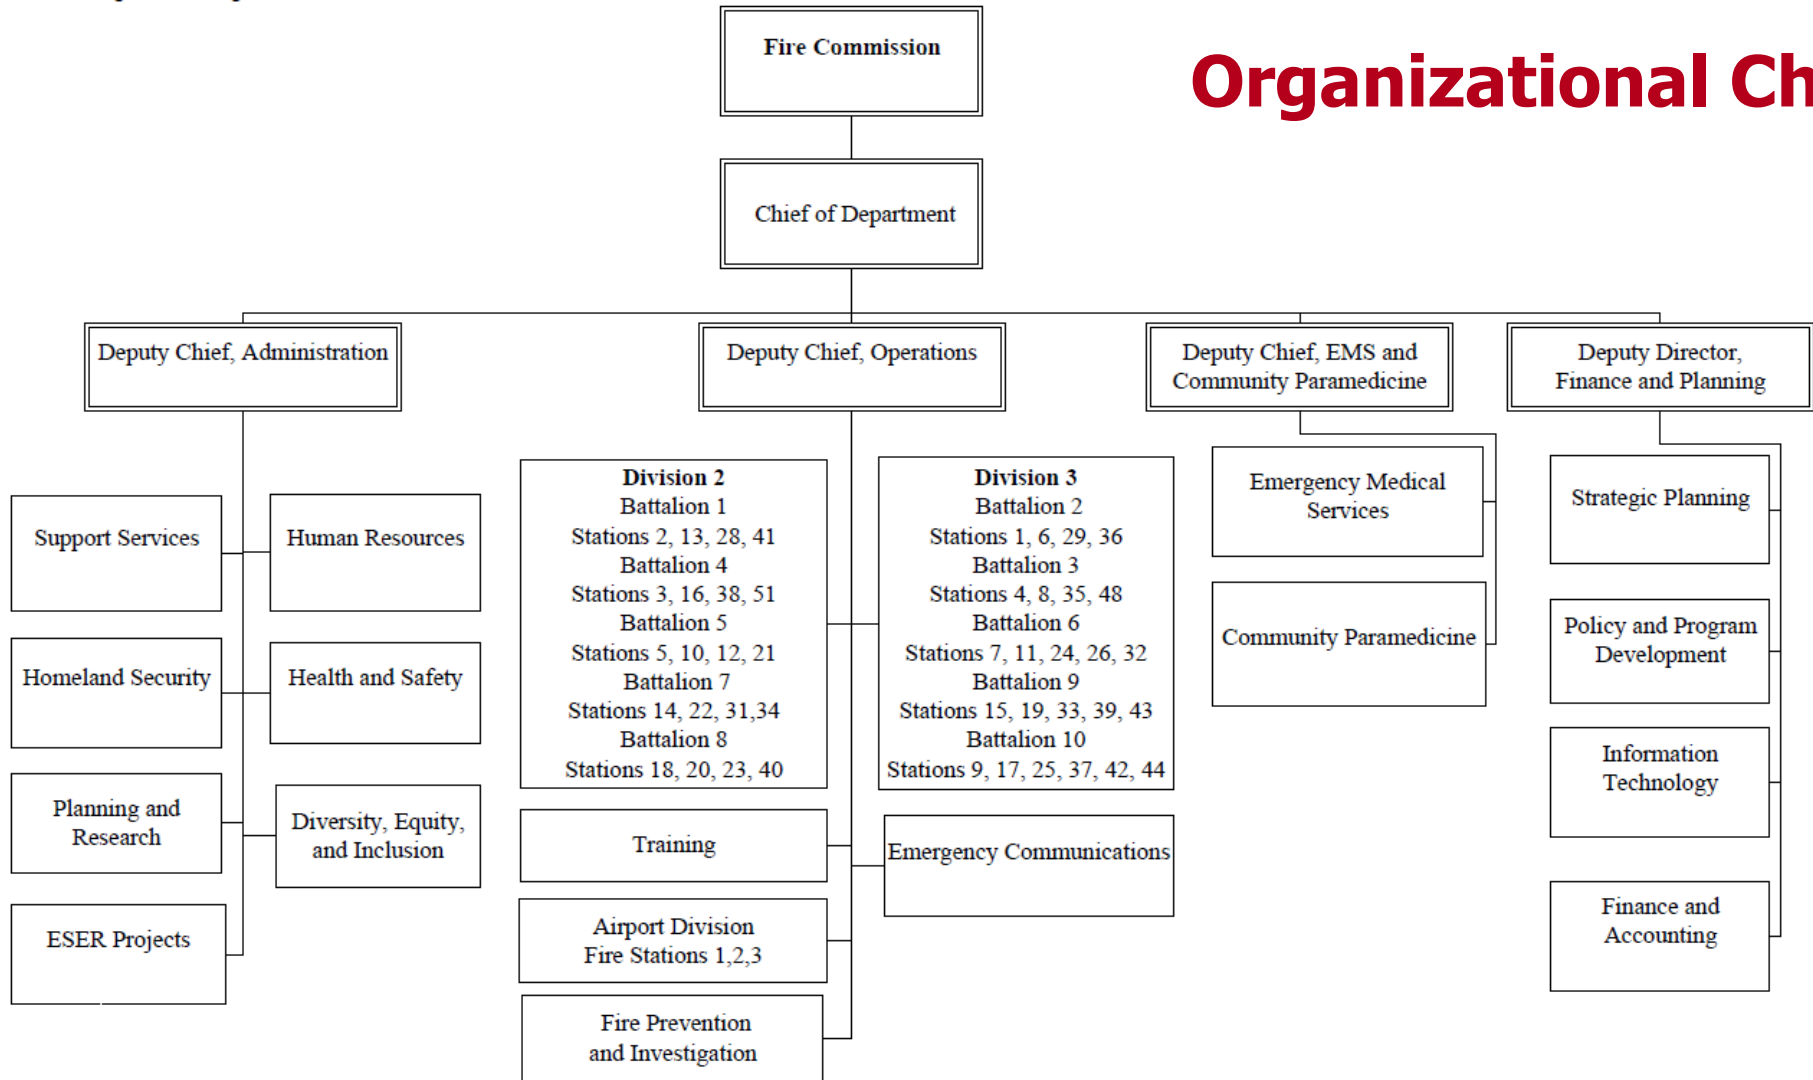 Fire Commission
Organizational Ch
Chief of Department
Deputy Chief, Administration
Deputy Chief, Operations
Deputy Chief, EMS and
Community Paramedicine
Deputy Director,
Finance and Planning
Support Services
Human Resources
Homeland Security
Health and Safety
Planning and
Research
Diversity, Equity,
and Inclusion
ESER Projects
Division 2
Battalion 1
Stations 2, 13, 28, 41
Battalion 4
Stations 3, 16, 38, 51
Battalion 5
Stations 5, 10, 12, 21
Battalion 7
Stations 14, 22, 31,34
Battalion 8
Stations 18, 20, 23, 40
Division 3
Battalion 2
Stations 1, 6, 29, 36
Battalion 3
Stations 4, 8, 35, 48
Battalion 6
Stations 7, 11, 24, 26, 32
Battalion 9
Stations 15, 19, 33, 39, 43
Battalion 10
Stations 9, 17, 25, 37, 42, 44
Training
Emergency Communications
Airport Division
Fire Stations 1,2,3
Fire Prevention
and Investigation
Emergency Medical
Services
Community Paramedicine
Strategic Planning
Policy and Program
Development
Information
Technology
Finance and
Accounting